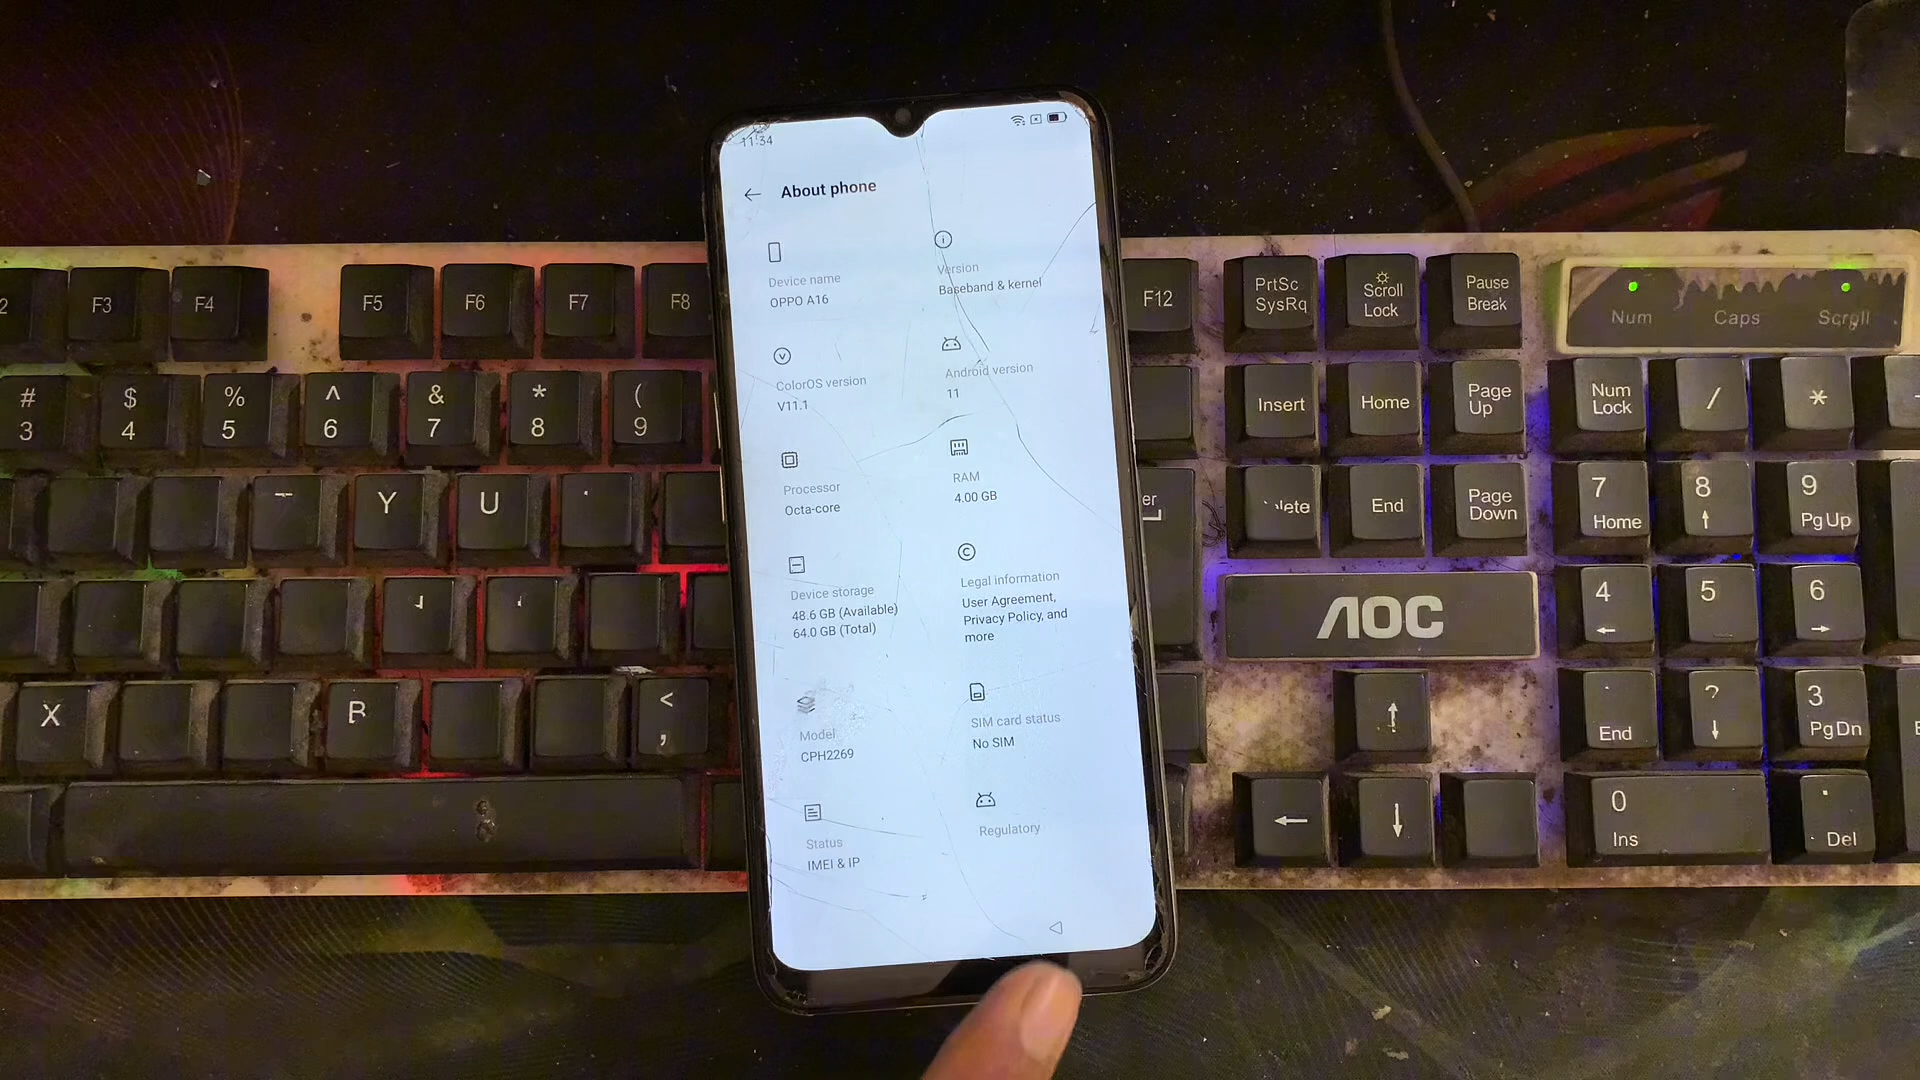 11:34
About phone
Device name
OPPO A16
Version
Baseband & kernel
ColorOS version
V11.1
Android version
11
Processor
Octa-core
RAM
4.00 GB
Device storage
48.6 GB (Available)
64.0 GB (Total)
Legal information
User Agreement,
Privacy Policy, and
more
Model
CPH2269
SIM card status
No SIM
Status
IMEI & IP
Regulatory
F3 F4 F5 F6 F7 F8 F12
PrtSc
SysRq
Scroll
Lock
Pause
Break
Num Caps Scroll
# $ % ^ & * (
3 4 5 6 7 8 9
Insert Home Page
Up
Num
Lock / *
Y U
End Page
Down
7 8 9
Home ↑ PgUp
AOC
4 5 6
← →
X < 
,
↑
End
?
↓
3
PgDn
← ↓
0
Ins
.
Del